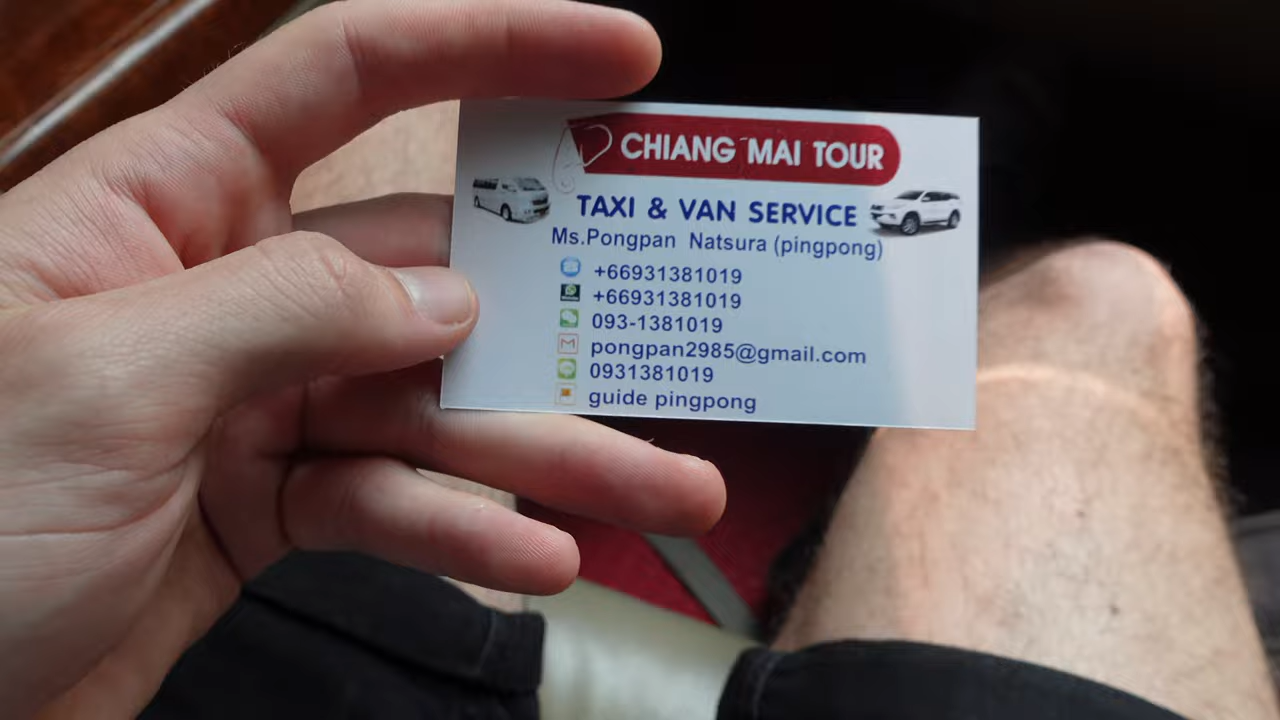 CHIANG MAI TOUR
TAXI & VAN SERVICE
Ms.Pongpan Natsura (pingpong)
+66931381019
+66931381019
093-1381019
pongpan2985@gmail.com
0931381019
guide pingpong